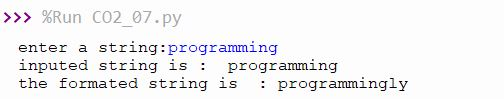 >>> %Run CO2_07.py
enter a string:programming
inputed string is :  programming
the formated string is  : programmingly